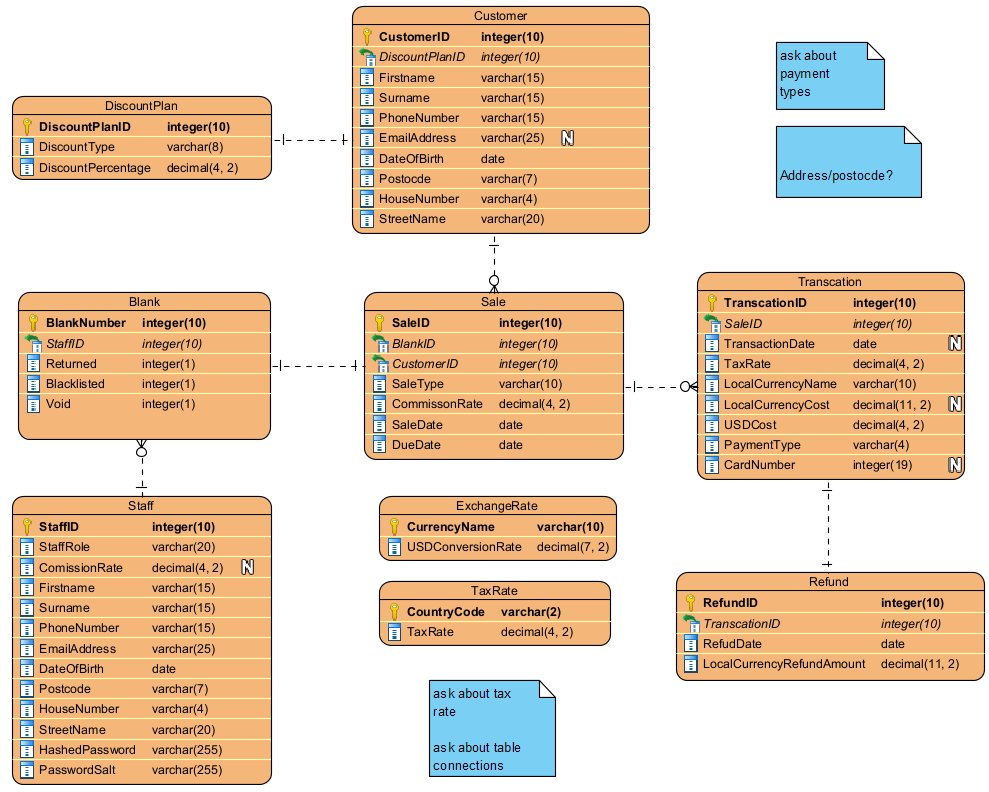 Customer
CustomerID integer(10)
DiscountPlanID integer(10)
Firstname varchar(15)
Surname varchar(15)
PhoneNumber varchar(15)
EmailAddress varchar(25) N
DateOfBirth date
Postocde varchar(7)
HouseNumber varchar(4)
StreetName varchar(20)
ask about
payment
types
DiscountPlan
DiscountPlanID integer(10)
DiscountType varchar(8)
DiscountPercentage decimal(4, 2)
Address/postocde?
Blank
BlankNumber integer(10)
StaffID integer(10)
Returned integer(1)
Blacklisted integer(1)
Void integer(1)
Sale
SaleID integer(10)
BlankID integer(10)
CustomerID integer(10)
SaleType varchar(10)
CommissonRate decimal(4, 2)
SaleDate date
DueDate date
Transcation
TranscationID integer(10)
SaleID integer(10)
TransactionDate date N
TaxRate decimal(4, 2)
LocalCurrencyName varchar(10)
LocalCurrencyCost decimal(11, 2) N
USDCost decimal(4, 2)
PaymentType varchar(4)
CardNumber integer(19) N
Staff
StaffID integer(10)
StaffRole varchar(20)
ComissionRate decimal(4, 2) N
Firstname varchar(15)
Surname varchar(15)
PhoneNumber varchar(15)
EmailAddress varchar(25)
DateOfBirth date
Postcode varchar(7)
HouseNumber varchar(4)
StreetName varchar(20)
HashedPassword varchar(255)
PasswordSalt varchar(255)
ExchangeRate
CurrencyName varchar(10)
USDConversionRate decimal(7, 2)
TaxRate
CountryCode varchar(2)
TaxRate decimal(4, 2)
Refund
RefundID integer(10)
TranscationID integer(10)
RefudDate date
LocalCurrencyRefundAmount decimal(11, 2)
ask about tax
rate
ask about table
connections